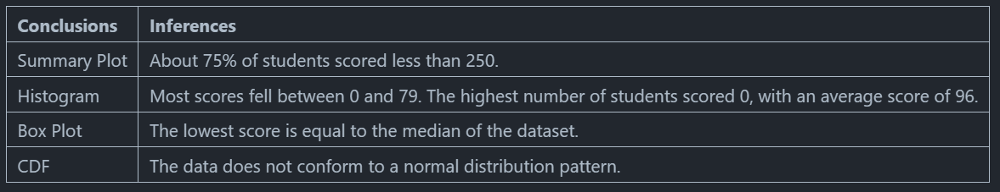 Conclusions Inferences
Summary Plot About 75% of students scored less than 250.
Histogram Most scores fell between 0 and 79. The highest number of students scored 0, with an average score of 96.
Box Plot The lowest score is equal to the median of the dataset.
CDF The data does not conform to a normal distribution pattern.